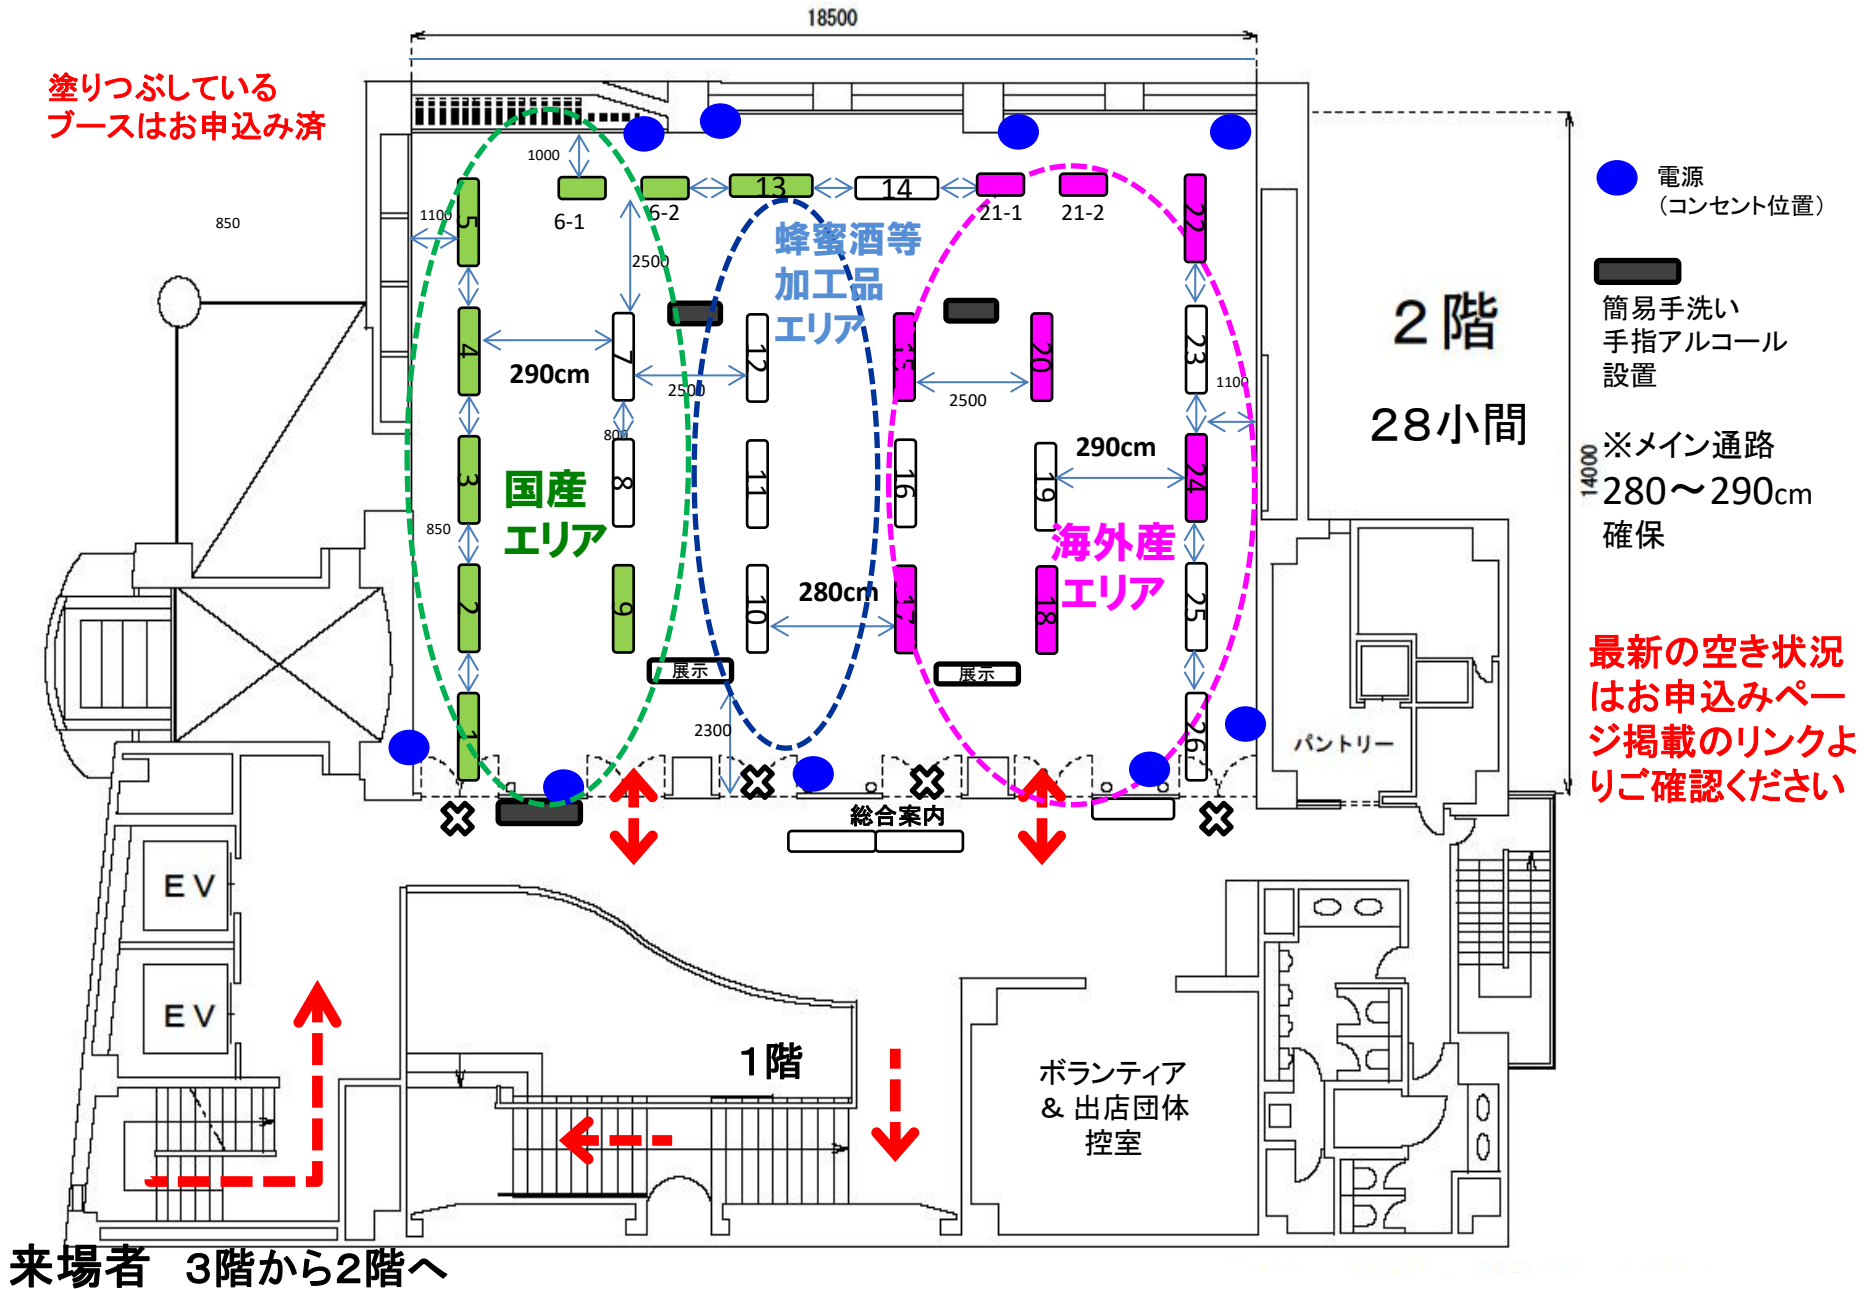 18500
塗りつぶしている
ブースはお申込み済
1000
850
1100
5
6-1
6-2
13
14
21-1
21-2
22
電源
（コンセント位置）
蜂蜜酒等
加工品
エリア
2500
簡易手洗い
手指アルコール
設置
2階
28小間
4
290cm
7
2500
12
15
2500
20
23
1100
800
※メイン通路
280～290cm
確保
14000
3
国産
エリア
8
11
16
19
290cm
24
850
海外産
エリア
2
9
10
280cm
17
18
25
展示
展示
最新の空き状況
はお申込みペー
ジ掲載のリンクよ
りご確認ください
1
2300
26
パントリー
総合案内
EV
EV
1階
ボランティア
& 出店団体
控室
来場者 3階から2階へ